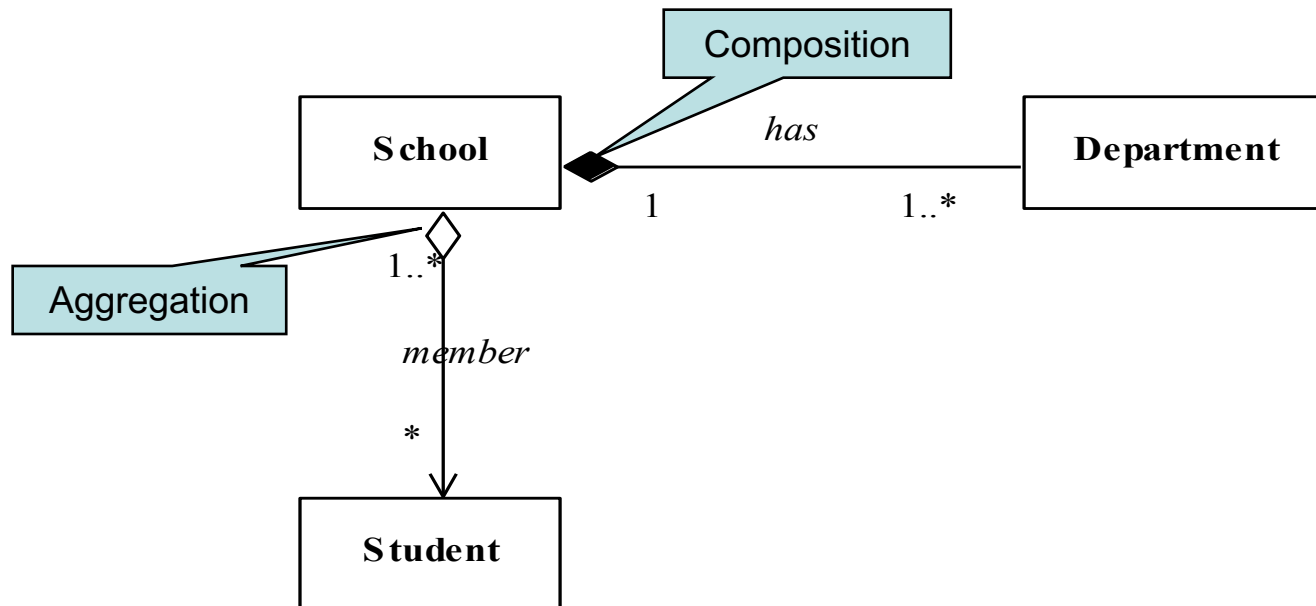 Composition
School
has
Department
1
1..*
1..*
Aggregation
member
*
Student